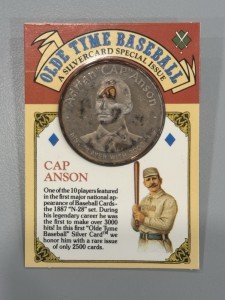 OLDE TYME BASEBALL
A SILVERCARD SPECIAL ISSUE
ADRIAN "CAP" ANSON
CAP
ANSON
One of the 10 players featured
in the first major national ap-
pearance of Baseball Cards-
the 1887 "N-28" set. During
his legendary career he was
the first to make over 3000
hits! In this first "Olde Tyme
Baseball" Silver Card™ we
honor him with a rare issue
of only 2500 cards.